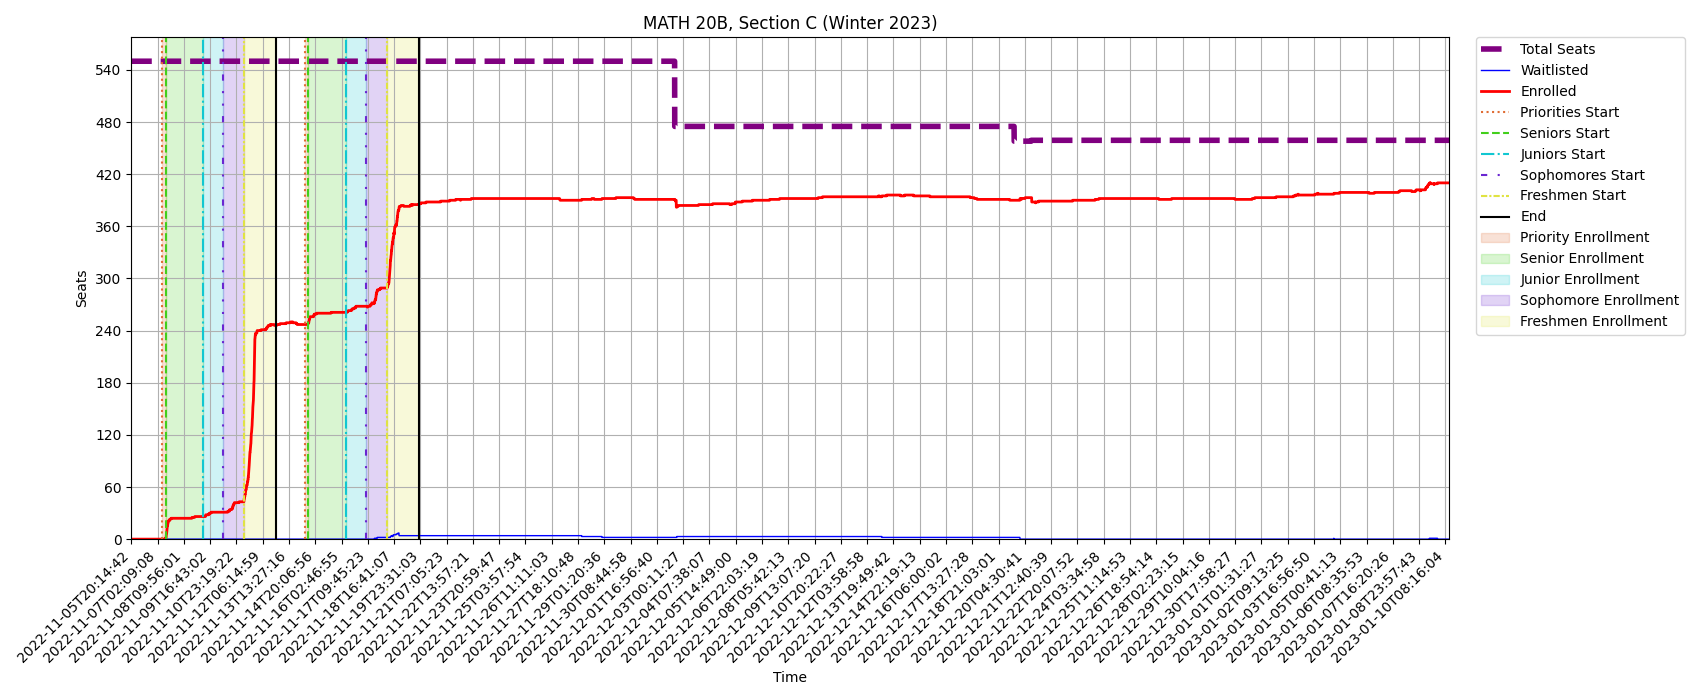 MATH 20B, Section C (Winter 2023)
Seats
540
480
420
360
300
240
180
120
60
0
2022-11-05T20:14:42
2022-11-07T02:09:08
2022-11-08T09:56:01
2022-11-09T16:43:02
2022-11-10T23:19:22
2022-11-12T06:14:59
2022-11-13T13:27:16
2022-11-14T20:06:56
2022-11-16T02:46:55
2022-11-17T09:45:23
2022-11-18T16:41:07
2022-11-19T23:31:03
2022-11-21T07:05:23
2022-11-22T13:57:21
2022-11-23T20:59:47
2022-11-25T03:57:54
2022-11-26T11:11:03
2022-11-27T18:10:48
2022-11-29T01:20:36
2022-11-30T08:44:58
2022-12-01T16:56:40
2022-12-03T00:11:27
2022-12-04T07:38:07
2022-12-05T14:49:00
2022-12-06T22:03:19
2022-12-08T05:42:13
2022-12-09T13:07:20
2022-12-10T20:22:27
2022-12-12T03:58:58
2022-12-13T19:49:42
2022-12-14T22:19:13
2022-12-16T06:00:02
2022-12-17T13:27:28
2022-12-18T21:03:01
2022-12-20T04:30:41
2022-12-21T12:40:39
2022-12-22T20:07:52
2022-12-24T03:34:58
2022-12-25T11:14:53
2022-12-26T18:54:14
2022-12-28T02:23:15
2022-12-29T10:04:16
2022-12-30T17:58:27
2023-01-01T01:31:27
2023-01-02T09:13:25
2023-01-03T16:56:50
2023-01-05T00:41:13
2023-01-06T08:35:53
2023-01-07T16:20:26
2023-01-08T23:57:43
2023-01-10T08:16:04
Time
Total Seats
Waitlisted
Enrolled
Priorities Start
Seniors Start
Juniors Start
Sophomores Start
Freshmen Start
End
Priority Enrollment
Senior Enrollment
Junior Enrollment
Sophomore Enrollment
Freshmen Enrollment